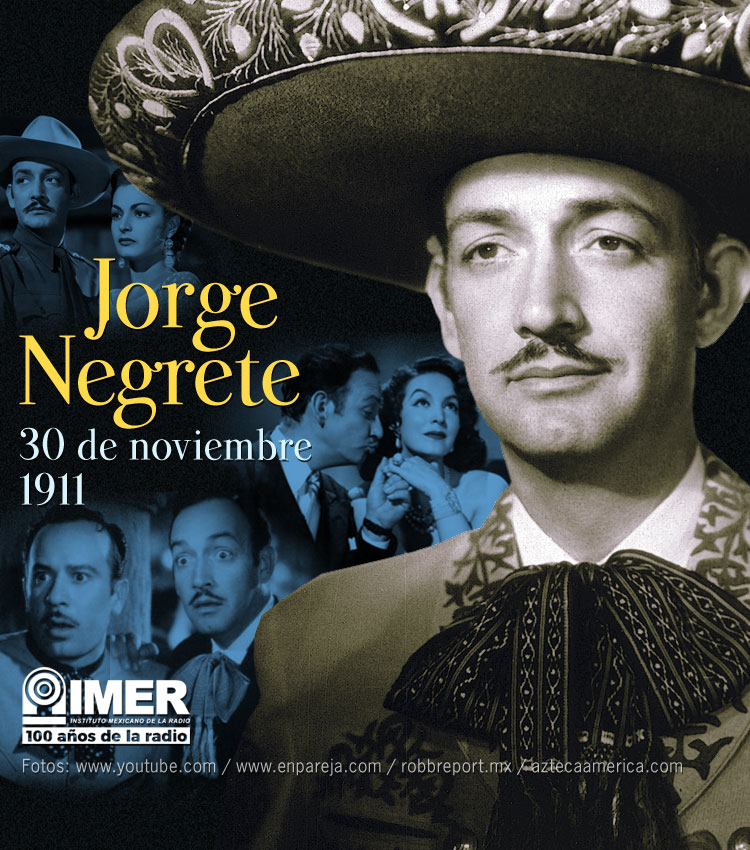 Jorge
Negrete
30 de noviembre
1911
IMER
INSTITUTO MEXICANO DE LA RADIO
100 años de la radio
Fotos: www.youtube.com / www.enpareja.com / robbreport.mx / aztecaamerica.com